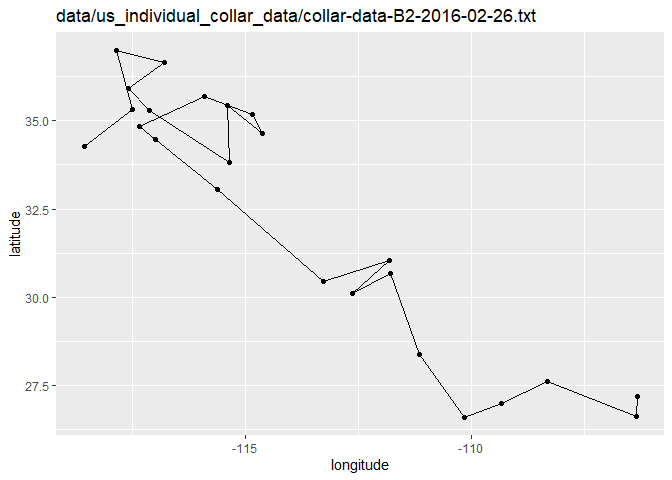 data/us_individual_collar_data/collar-data-B2-2016-02-26.txt
35.0
32.5
30.0
27.5
latitude
-115
-110
longitude